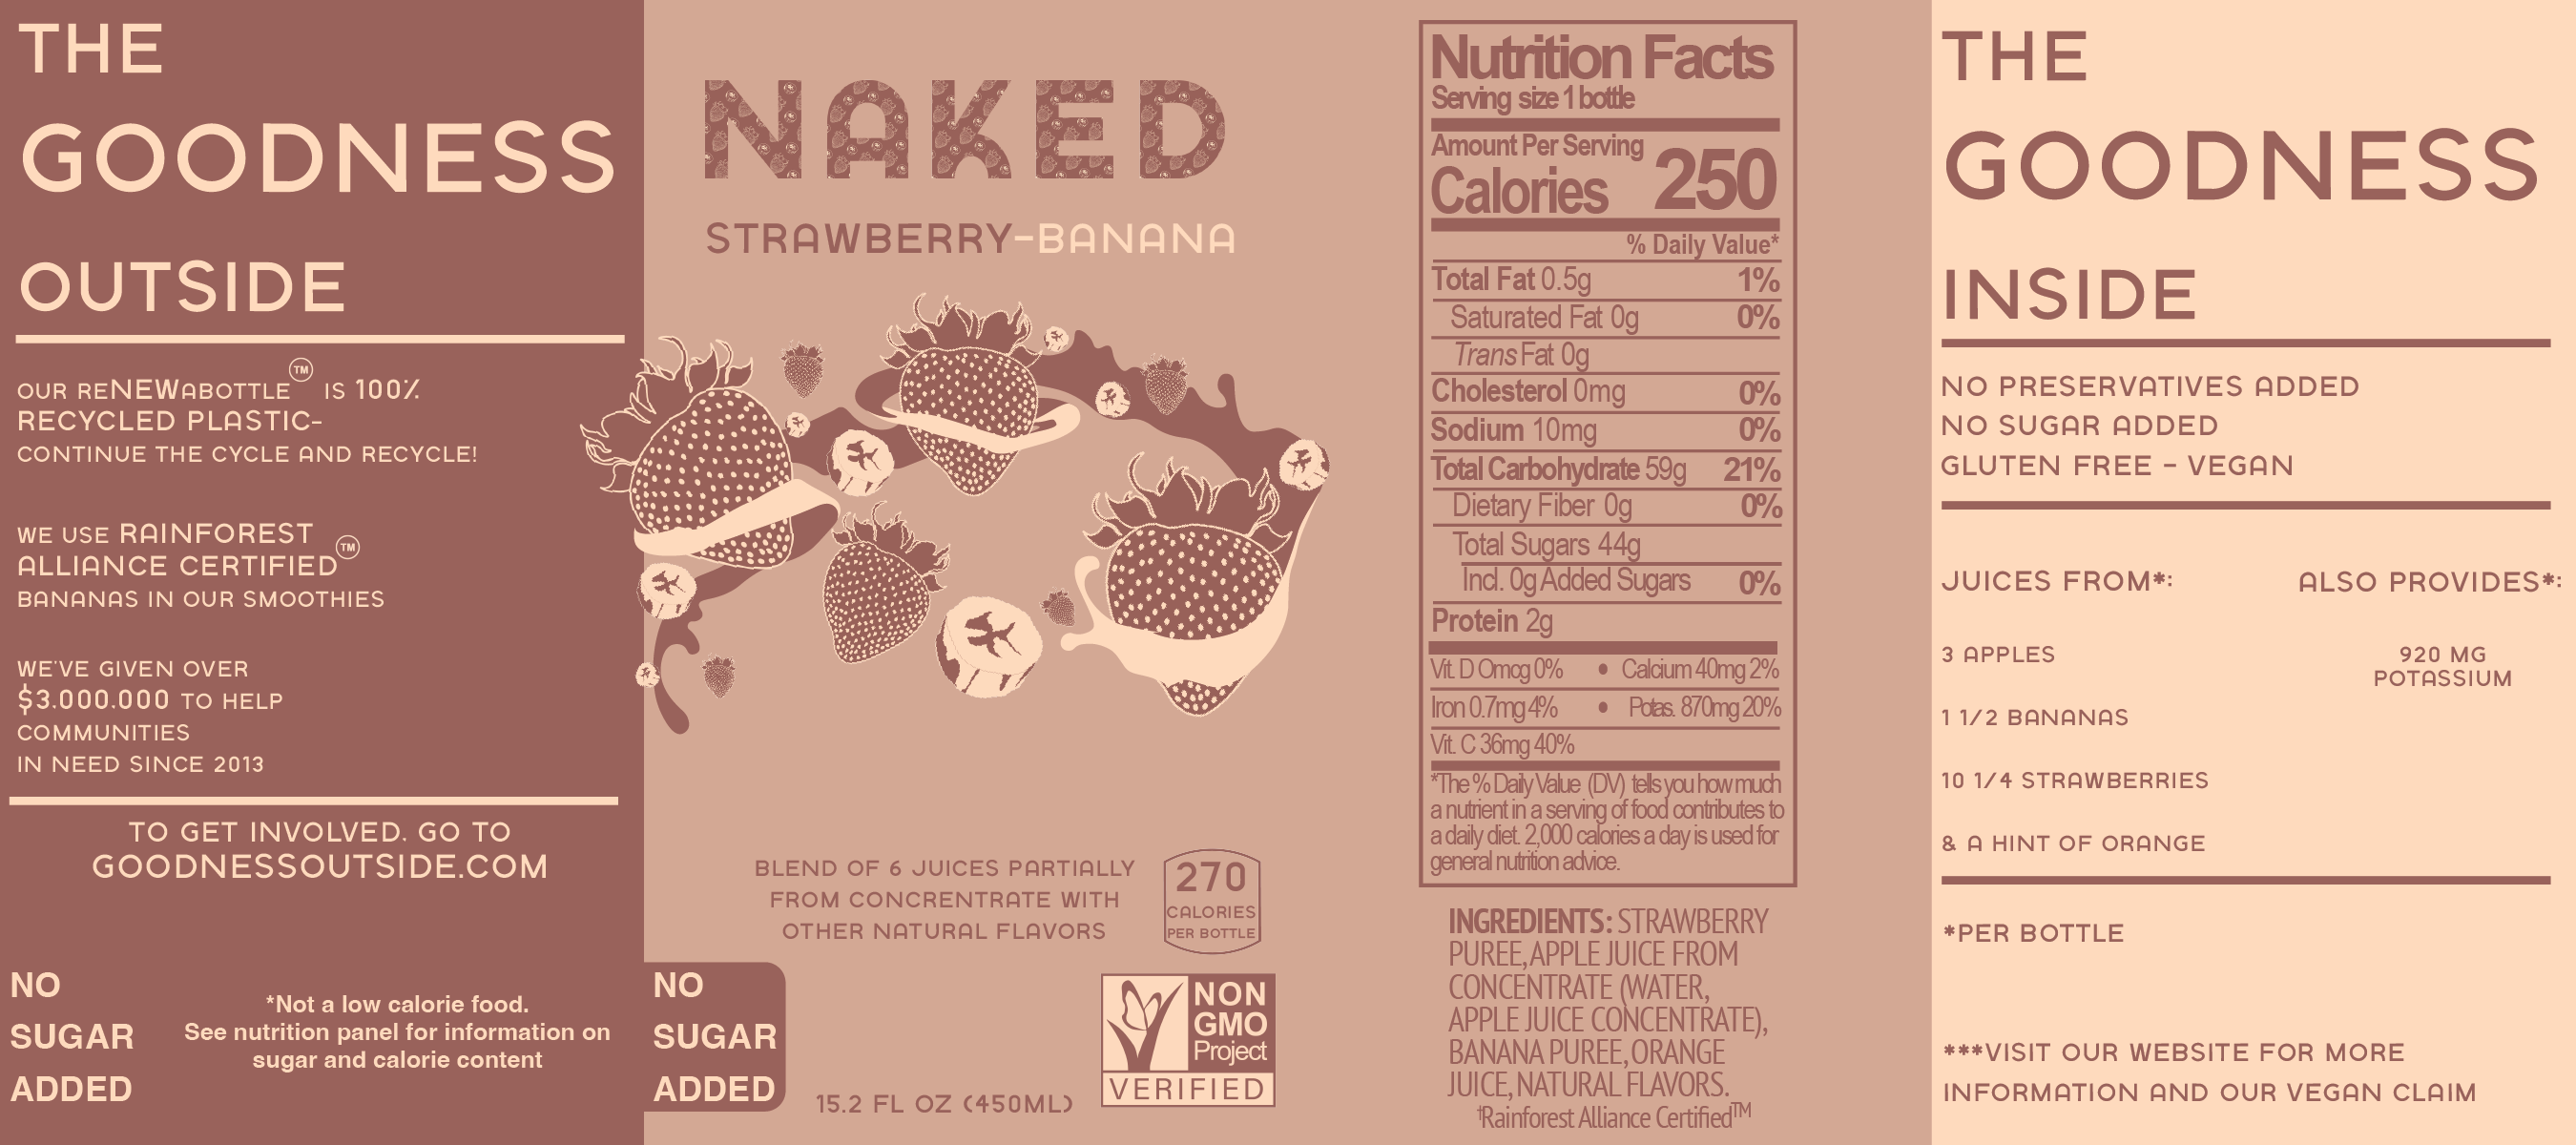 THE
GOODNESS
OUTSIDE
OUR RENEWABOTTLE™ IS 100%
RECYCLED PLASTIC-
CONTINUE THE CYCLE AND RECYCLE!
WE USE RAINFOREST
ALLIANCE CERTIFIED™
BANANAS IN OUR SMOOTHIES
WE'VE GIVEN OVER
$3.000.000 TO HELP
COMMUNITIES
IN NEED SINCE 2013
TO GET INVOLVED. GO TO
GOODNESSOUTSIDE.COM
NO
SUGAR
ADDED
*Not a low calorie food.
See nutrition panel for information on
sugar and calorie content
NAKED
STRAWBERRY-BANANA
BLEND OF 6 JUICES PARTIALLY
FROM CONCRENTRATE WITH
OTHER NATURAL FLAVORS
270
CALORIES
PER BOTTLE
NO
SUGAR
ADDED
15.2 FL OZ (450ML)
NON
GMO
Project
VERIFIED
Nutrition Facts
Serving size 1 bottle
Amount Per Serving
Calories 250
% Daily Value*
Total Fat 0.5g 1%
Saturated Fat 0g 0%
Trans Fat 0g
Cholesterol 0mg 0%
Sodium 10mg 0%
Total Carbohydrate 59g 21%
Dietary Fiber 0g 0%
Total Sugars 44g
Incl. 0g Added Sugars 0%
Protein 2g
Vit. D 0mcg 0% • Calcium 40mg 2%
Iron 0.7mg 4% • Potas. 870mg 20%
Vit. C 36mg 40%
*The % Daily Value (DV) tells you how much
a nutrient in a serving of food contributes to
a daily diet. 2,000 calories a day is used for
general nutrition advice.
INGREDIENTS: STRAWBERRY
PUREE, APPLE JUICE FROM
CONCENTRATE (WATER,
APPLE JUICE CONCENTRATE),
BANANA PUREE, ORANGE
JUICE, NATURAL FLAVORS.
†Rainforest Alliance Certified™
THE
GOODNESS
INSIDE
NO PRESERVATIVES ADDED
NO SUGAR ADDED
GLUTEN FREE - VEGAN
JUICES FROM*:
3 APPLES
1 1/2 BANANAS
10 1/4 STRAWBERRIES
& A HINT OF ORANGE
ALSO PROVIDES*:
920 MG
POTASSIUM
*PER BOTTLE
***VISIT OUR WEBSITE FOR MORE
INFORMATION AND OUR VEGAN CLAIM